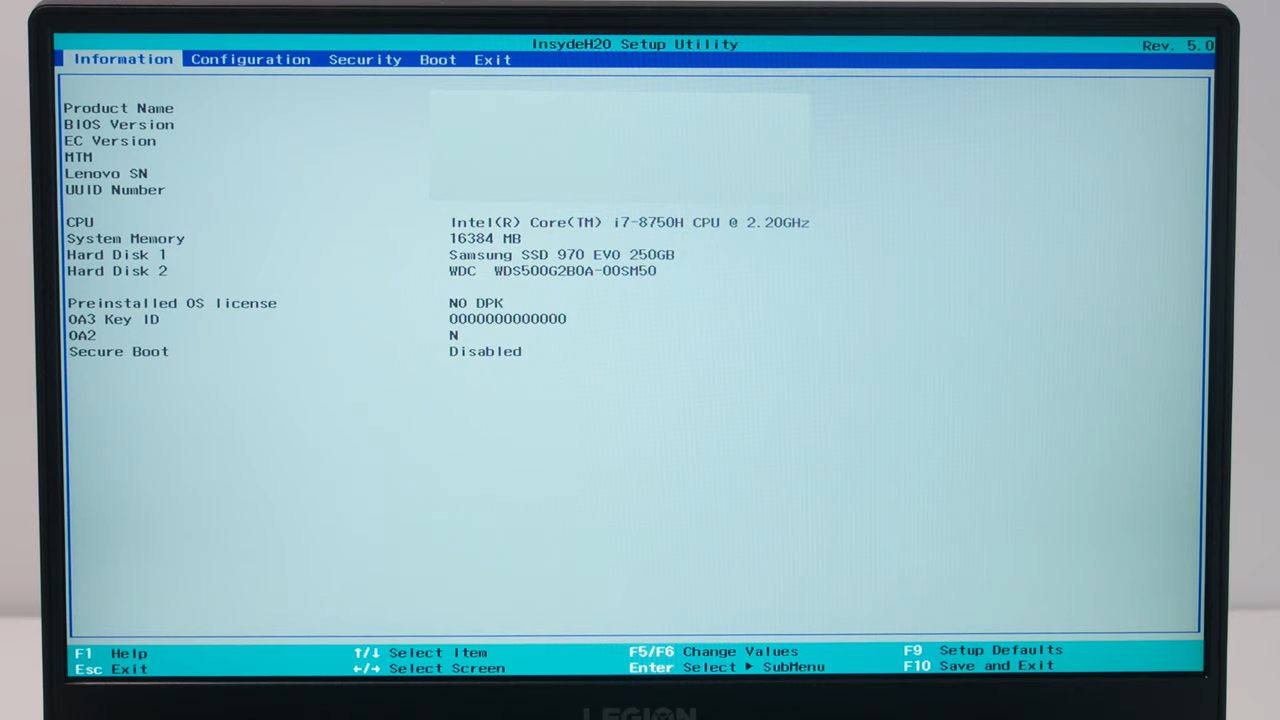 InsydeH20 Setup Utility Rev. 5.0
Information Configuration Security Boot Exit
Product Name
BIOS Version
EC Version
MTM
Lenovo SN
UUID Number
CPU Intel(R) Core(TM) i7-8750H CPU @ 2.20GHz
System Memory 16384 MB
Hard Disk 1 Samsung SSD 970 EVO 250GB
Hard Disk 2 WDC WDS500G2B0A-00SM50
Preinstalled OS license NO DPK
OA3 Key ID 0000000000000
OA2 N
Secure Boot Disabled
F1 Help ↑/↓ Select Item F5/F6 Change Values F9 Setup Defaults
Esc Exit ←/→ Select Screen Enter Select ▶ SubMenu F10 Save and Exit
LEGION